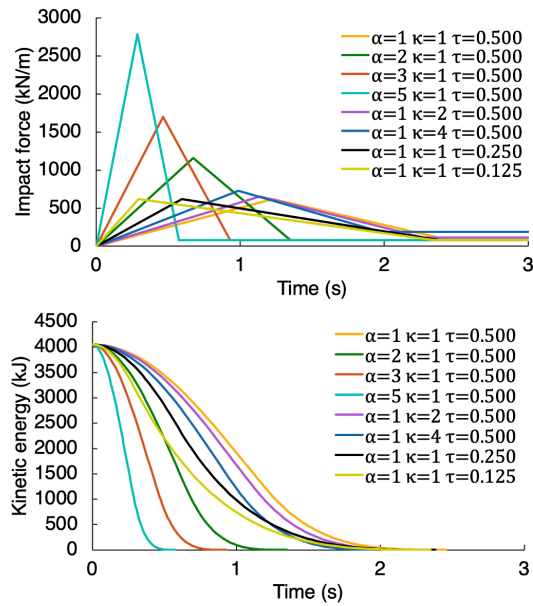 3000
2500
2000
1500
1000
500
0
Impact force (kN/m)
α=1 κ=1 τ=0.500
α=2 κ=1 τ=0.500
α=3 κ=1 τ=0.500
α=5 κ=1 τ=0.500
α=1 κ=2 τ=0.500
α=1 κ=4 τ=0.500
α=1 κ=1 τ=0.250
α=1 κ=1 τ=0.125
0 1 2 3
Time (s)
4500
4000
3500
3000
2500
2000
1500
1000
500
0
Kinetic energy (kJ)
α=1 κ=1 τ=0.500
α=2 κ=1 τ=0.500
α=3 κ=1 τ=0.500
α=5 κ=1 τ=0.500
α=1 κ=2 τ=0.500
α=1 κ=4 τ=0.500
α=1 κ=1 τ=0.250
α=1 κ=1 τ=0.125
0 1 2 3
Time (s)